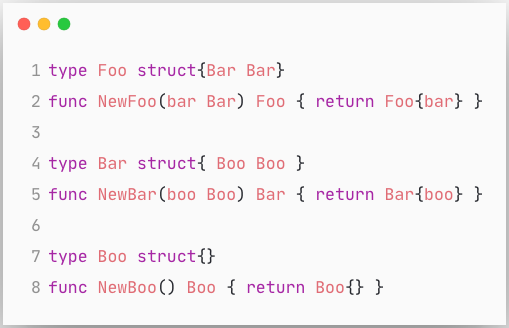 1 type Foo struct{Bar Bar}
2 func NewFoo(bar Bar) Foo { return Foo{bar} }
3
4 type Bar struct{ Boo Boo }
5 func NewBar(boo Boo) Bar { return Bar{boo} }
6
7 type Boo struct{}
8 func NewBoo() Boo { return Boo{} }